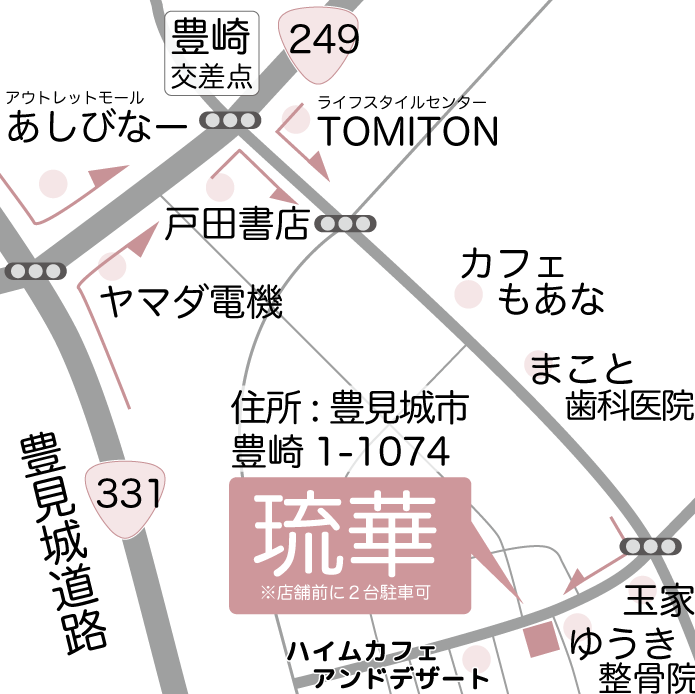 豊崎
交差点
249
アウトレットモール
あしびなー
ライフスタイルセンター
TOMITON
戸田書店
カフェ
もあな
ヤマダ電機
まこと
歯科医院
住所 : 豊見城市
豊崎 1-1074
豊見城道路
331
琉華
※店舗前に２台駐車可
玉家
ゆうき
整骨院
ハイムカフェ
アンドデザート